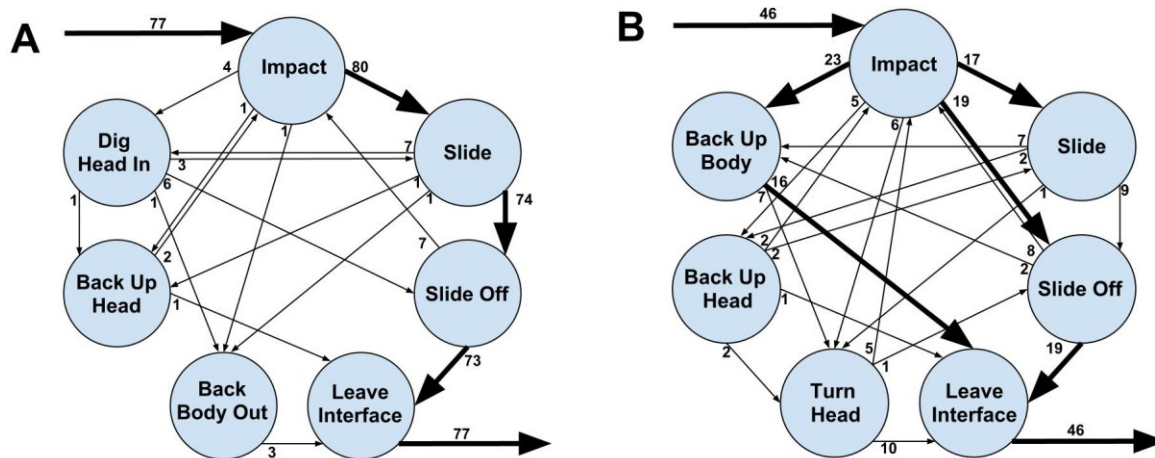 A
77
Impact
4
80
1
1
Dig
Head In
7
3
Slide
6
1
1
1
1
74
2
7
Back Up
Head
1
Slide Off
73
Back
Body Out
Leave
Interface
3
77
B
46
Impact
23
17
5
19
6
Back Up
Body
7
2
Slide
16
7
1
9
2
2
8
2
Back Up
Head
1
Slide Off
2
5
1
19
Turn
Head
Leave
Interface
10
46